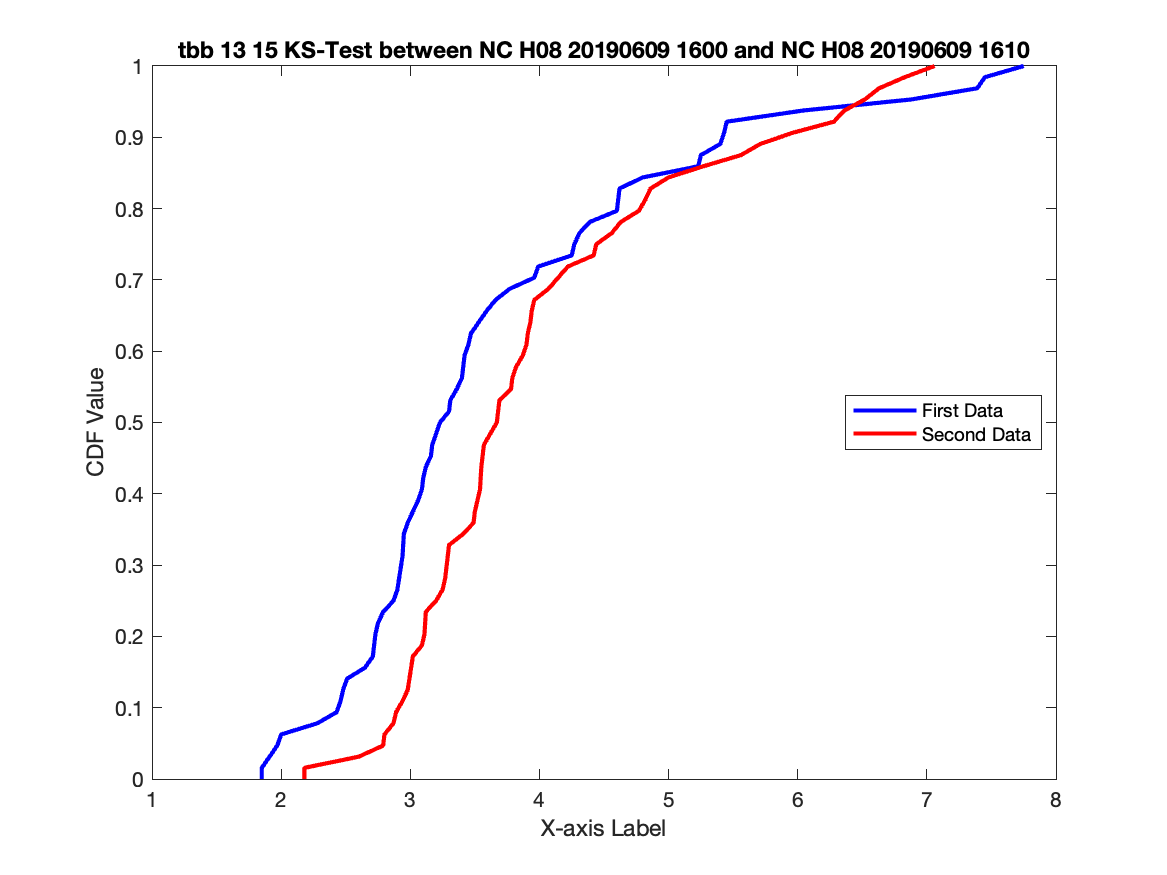 tbb 13 15 KS-Test between NC H08 20190609 1600 and NC H08 20190609 1610
1
0.9
0.8
0.7
0.6
0.5
0.4
0.3
0.2
0.1
0
CDF Value
First Data
Second Data
1 2 3 4 5 6 7 8
X-axis Label